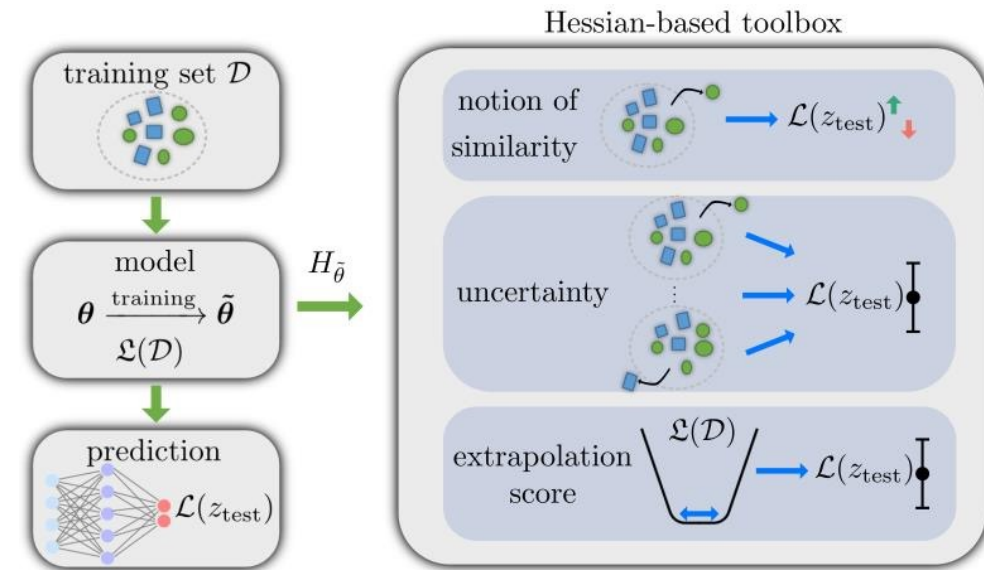 Hessian-based toolbox
training set 𝒟
model
θ training θ̃
𝔏(𝒟)
H_θ̃
prediction
ℒ(z_test)
notion of
similarity
ℒ(z_test)
uncertainty
ℒ(z_test)
extrapolation
score
𝔏(𝒟)
ℒ(z_test)